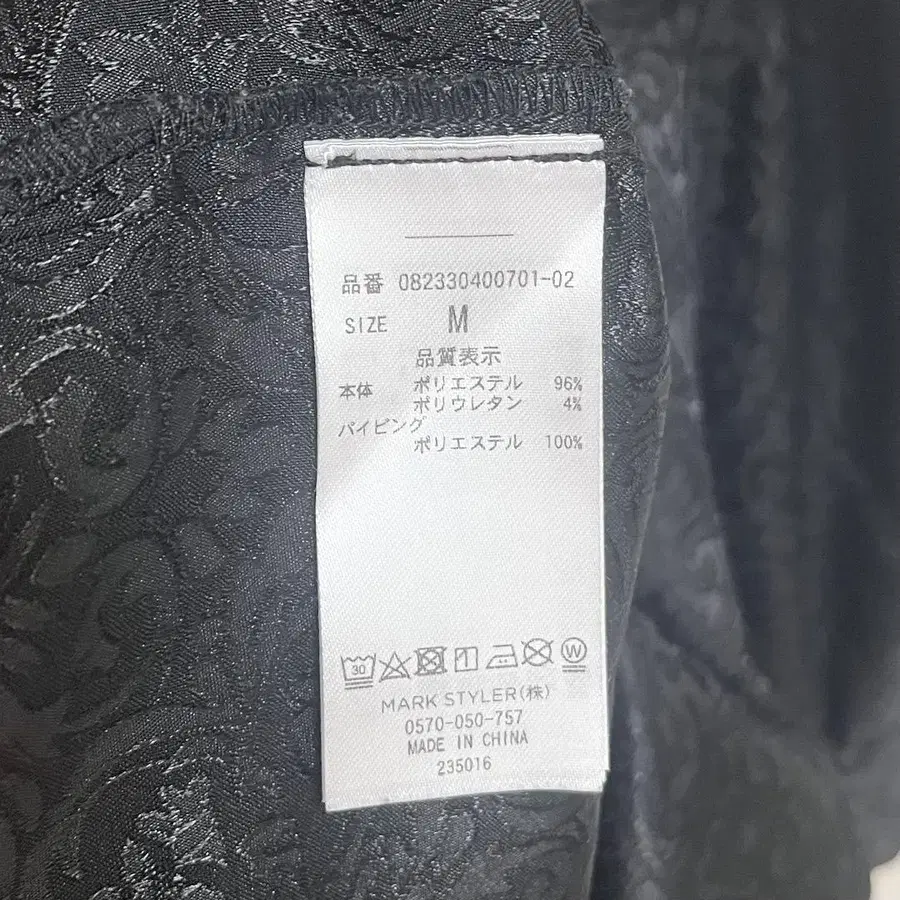 品番 082330400701-02
SIZE M
品質表示
本体 ポリエステル 96%
ポリウレタン 4%
パイピング
ポリエステル 100%
30
W
MARK STYLER(株)
0570-050-757
MADE IN CHINA
235016